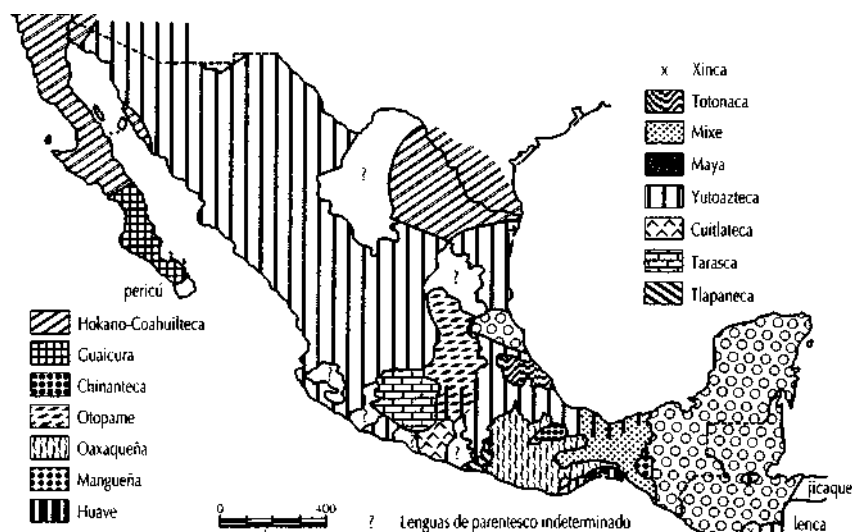 x Xinca
Totonaca
Mixe
Maya
Yutoazteca
Cuitlateca
Tarasca
Tlapaneca
?
?
?
?
?
pericú
Hokano-Coahuilteca
Guaicura
Chinanteca
Otopame
Oaxaqueña
Mangueña
Huave
0 400
? Lenguas de parentesco indeterminado
jicaque
lenca